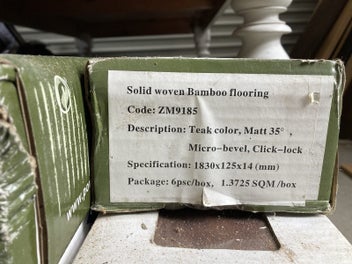 Solid woven Bamboo flooring
Code: ZM9185
Description: Teak color, Matt 35° ,
Micro-bevel, Click-lock
Specification: 1830x125x14 (mm)
Package: 6psc/box, 1.3725 SQM /box